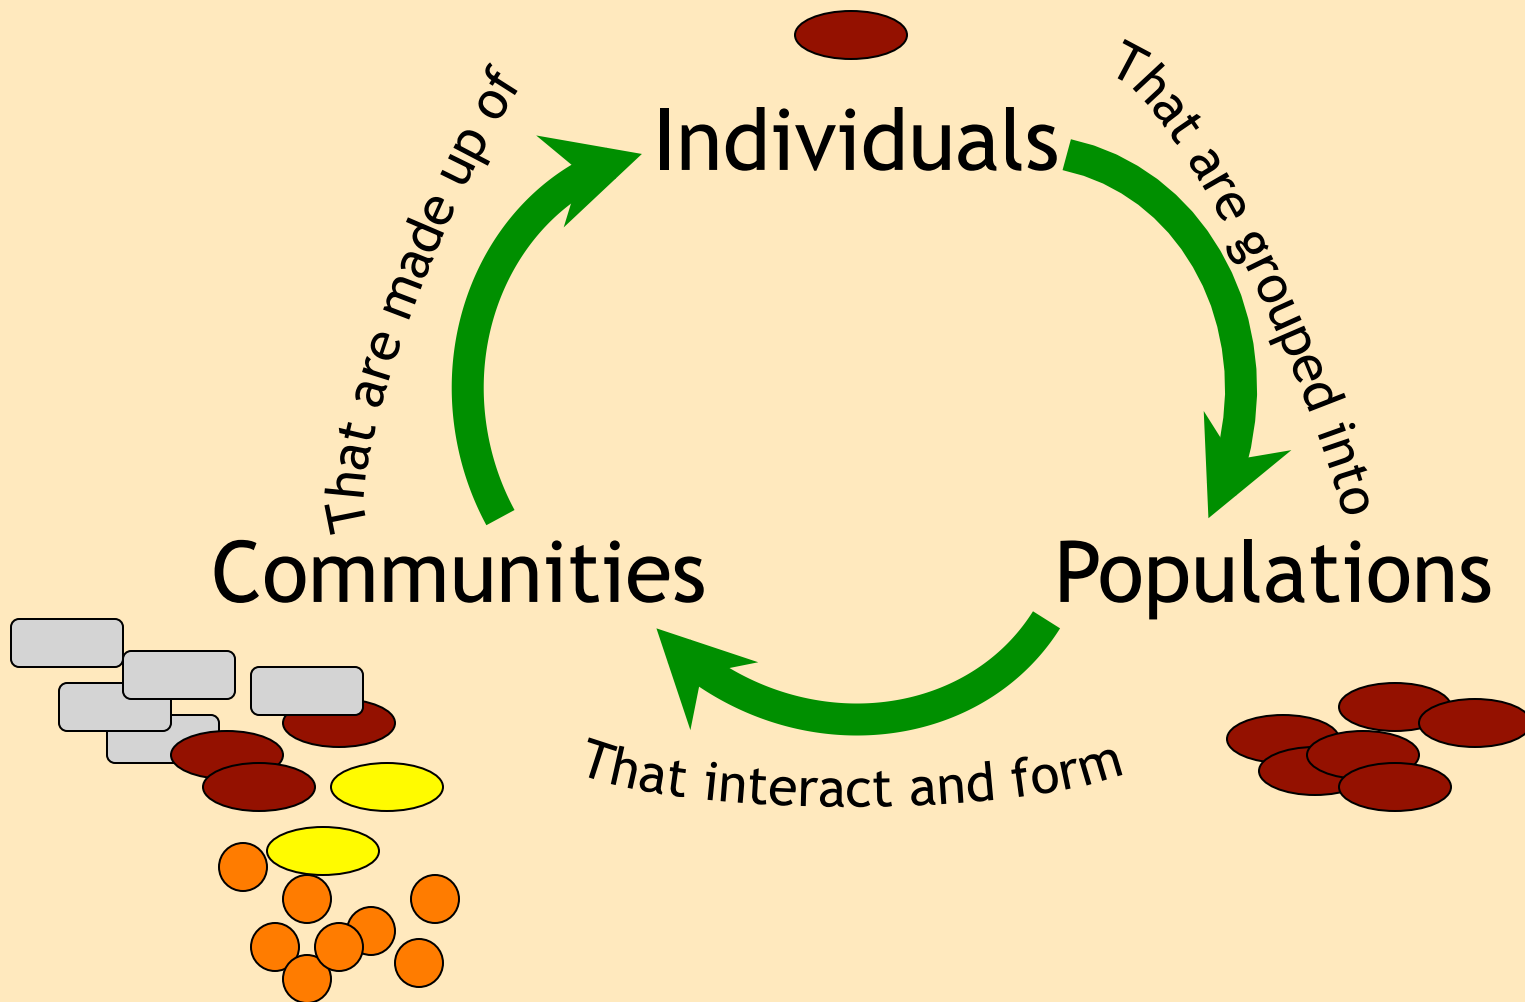 Individuals
That are grouped into
Populations
That interact and form
Communities
That are made up of